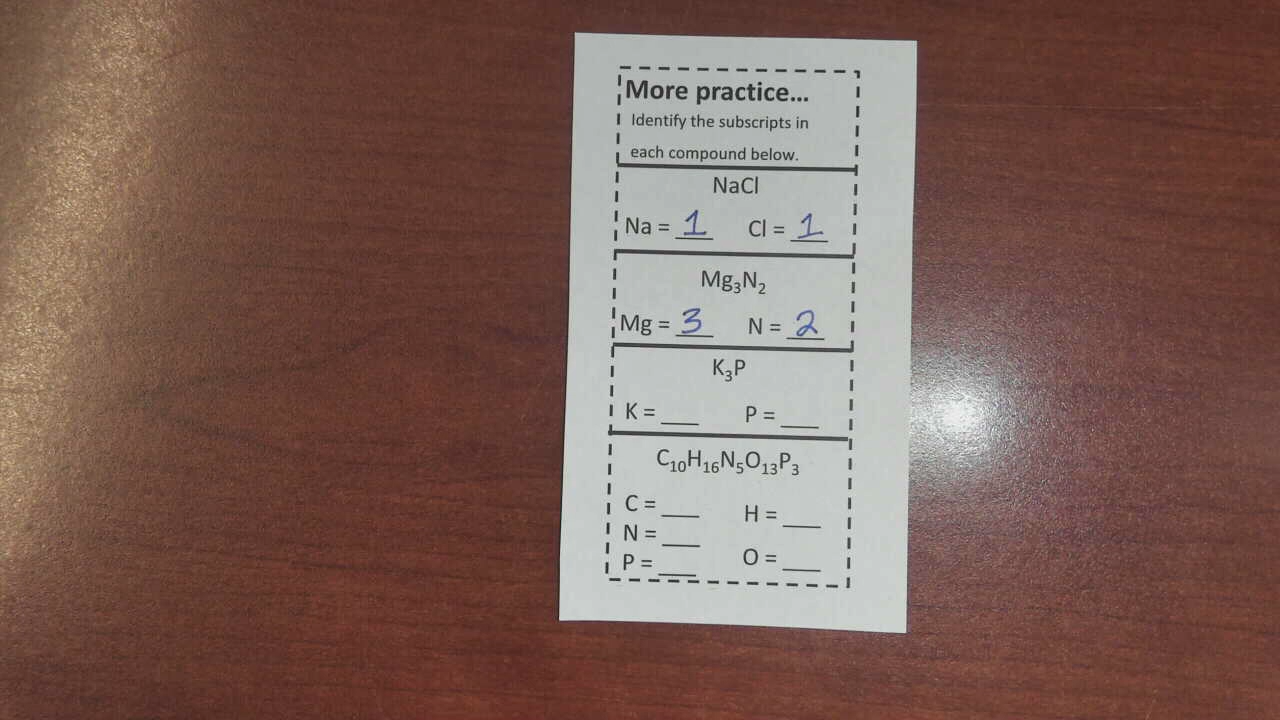 More practice...
Identify the subscripts in
each compound below.
NaCl
Na = 1 Cl = 1
Mg₃N₂
Mg = 3 N = 2
K₃P
K = ___ P = ___
C₁₀H₁₆N₅O₁₃P₃
C = ___ H = ___
N = ___
P = ___ O = ___